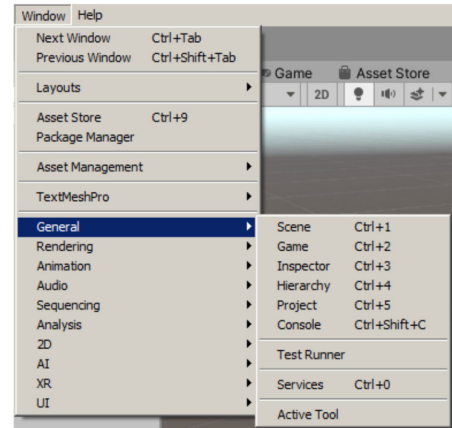 Window Help
Next Window Ctrl+Tab
Previous Window Ctrl+Shift+Tab
Layouts
Asset Store Ctrl+9
Package Manager
Asset Management
TextMeshPro
General
Rendering
Animation
Audio
Sequencing
Analysis
2D
AI
XR
UI
Game Asset Store
2D
Scene Ctrl+1
Game Ctrl+2
Inspector Ctrl+3
Hierarchy Ctrl+4
Project Ctrl+5
Console Ctrl+Shift+C
Test Runner
Services Ctrl+0
Active Tool